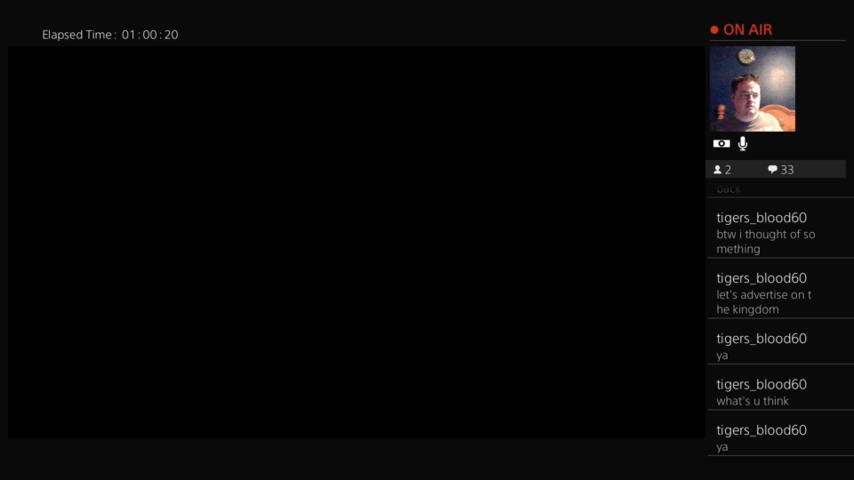 Elapsed Time: 01:00:20
ON AIR
2 33
back
tigers_blood60
btw i thought of so
mething
tigers_blood60
let's advertise on t
he kingdom
tigers_blood60
ya
tigers_blood60
what's u think
tigers_blood60
ya